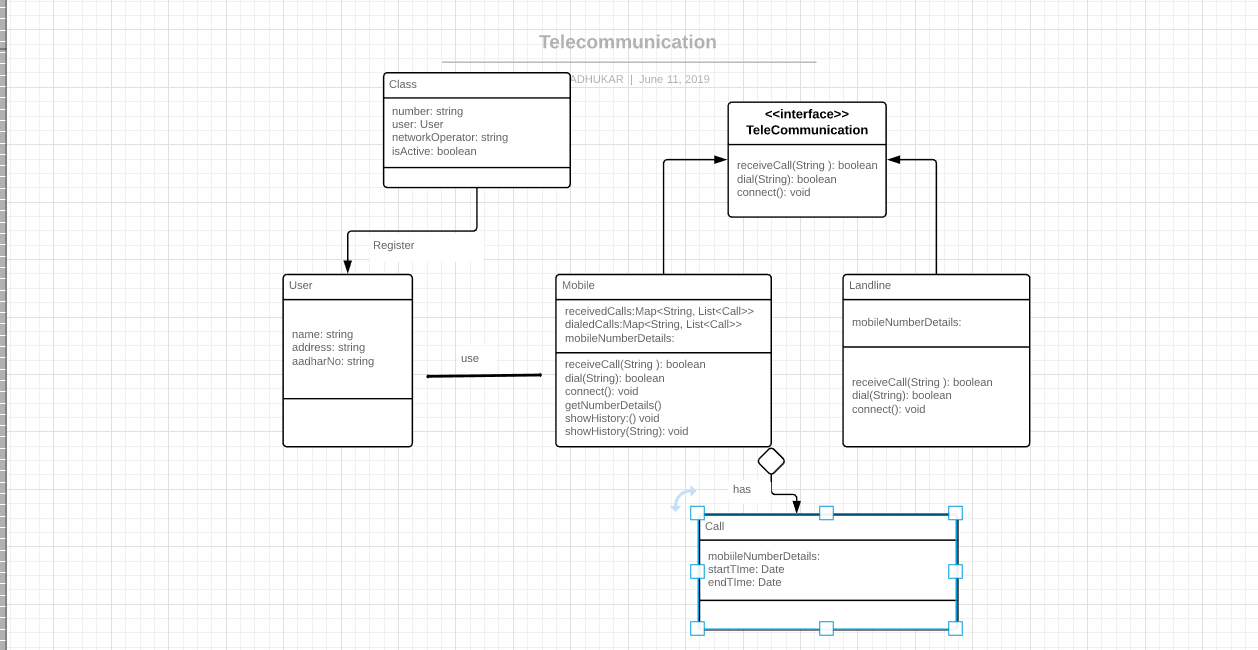 Telecommunication
ADHUKAR | June 11, 2019
Class
number: string
user: User
networkOperator: string
isActive: boolean
<<interface>>
TeleCommunication
receiveCall(String ): boolean
dial(String): boolean
connect(): void
Register
User
name: string
address: string
aadharNo: string
use
Mobile
receivedCalls:Map<String, List<Call>>
dialedCalls:Map<String, List<Call>>
mobileNumberDetails:
receiveCall(String ): boolean
dial(String): boolean
connect(): void
getNumberDetails()
showHistory:() void
showHistory(String): void
Landline
mobileNumberDetails:
receiveCall(String ): boolean
dial(String): boolean
connect(): void
has
Call
mobiileNumberDetails:
startTIme: Date
endTIme: Date